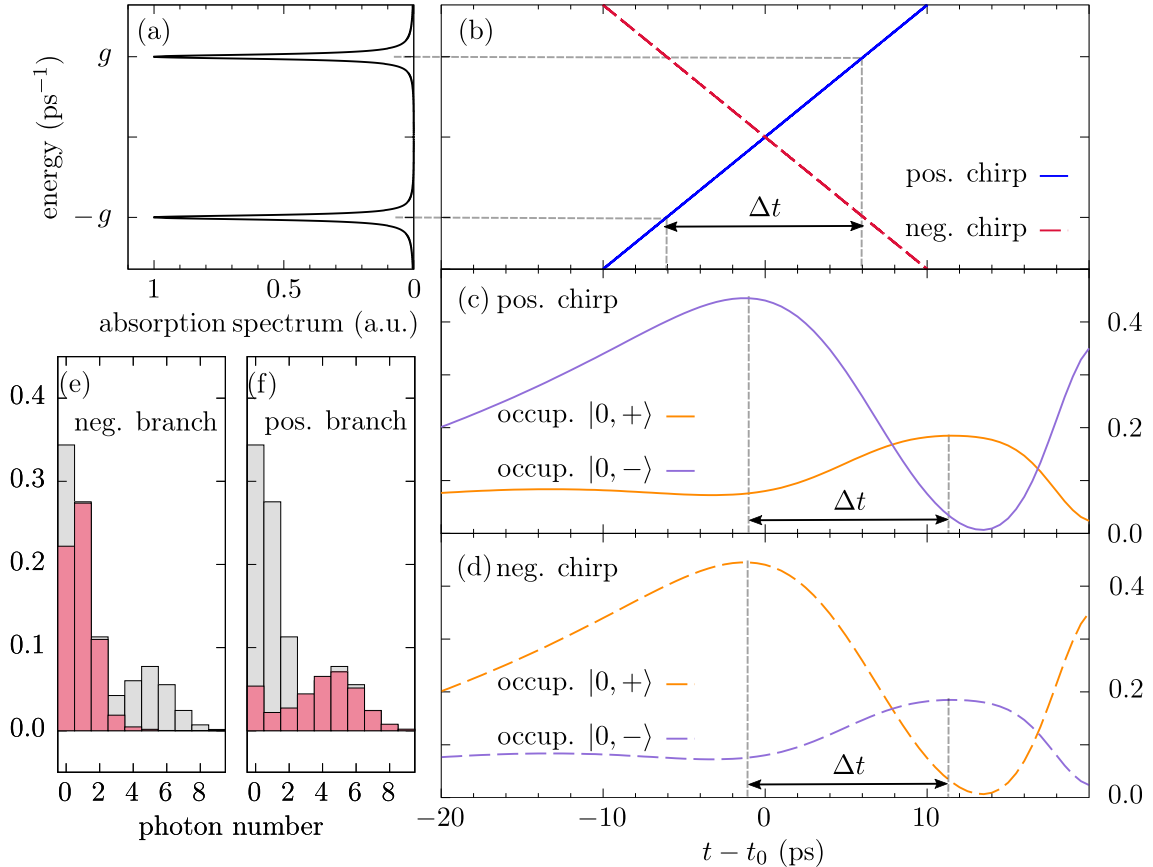 (a)
g
−g
energy (ps⁻¹)
1
0.5
0
absorption spectrum (a.u.)
(b)
pos. chirp
neg. chirp
Δt
(c) pos. chirp
occup. |0, +⟩
occup. |0, −⟩
Δt
0.4
0.2
0.0
(d) neg. chirp
occup. |0, +⟩
occup. |0, −⟩
Δt
0.4
0.2
0.0
−20
−10
0
10
t − t₀ (ps)
(e)
neg. branch
0.4
0.3
0.2
0.1
0.0
0 2 4 6 8
(f)
pos. branch
0 2 4 6 8
photon number